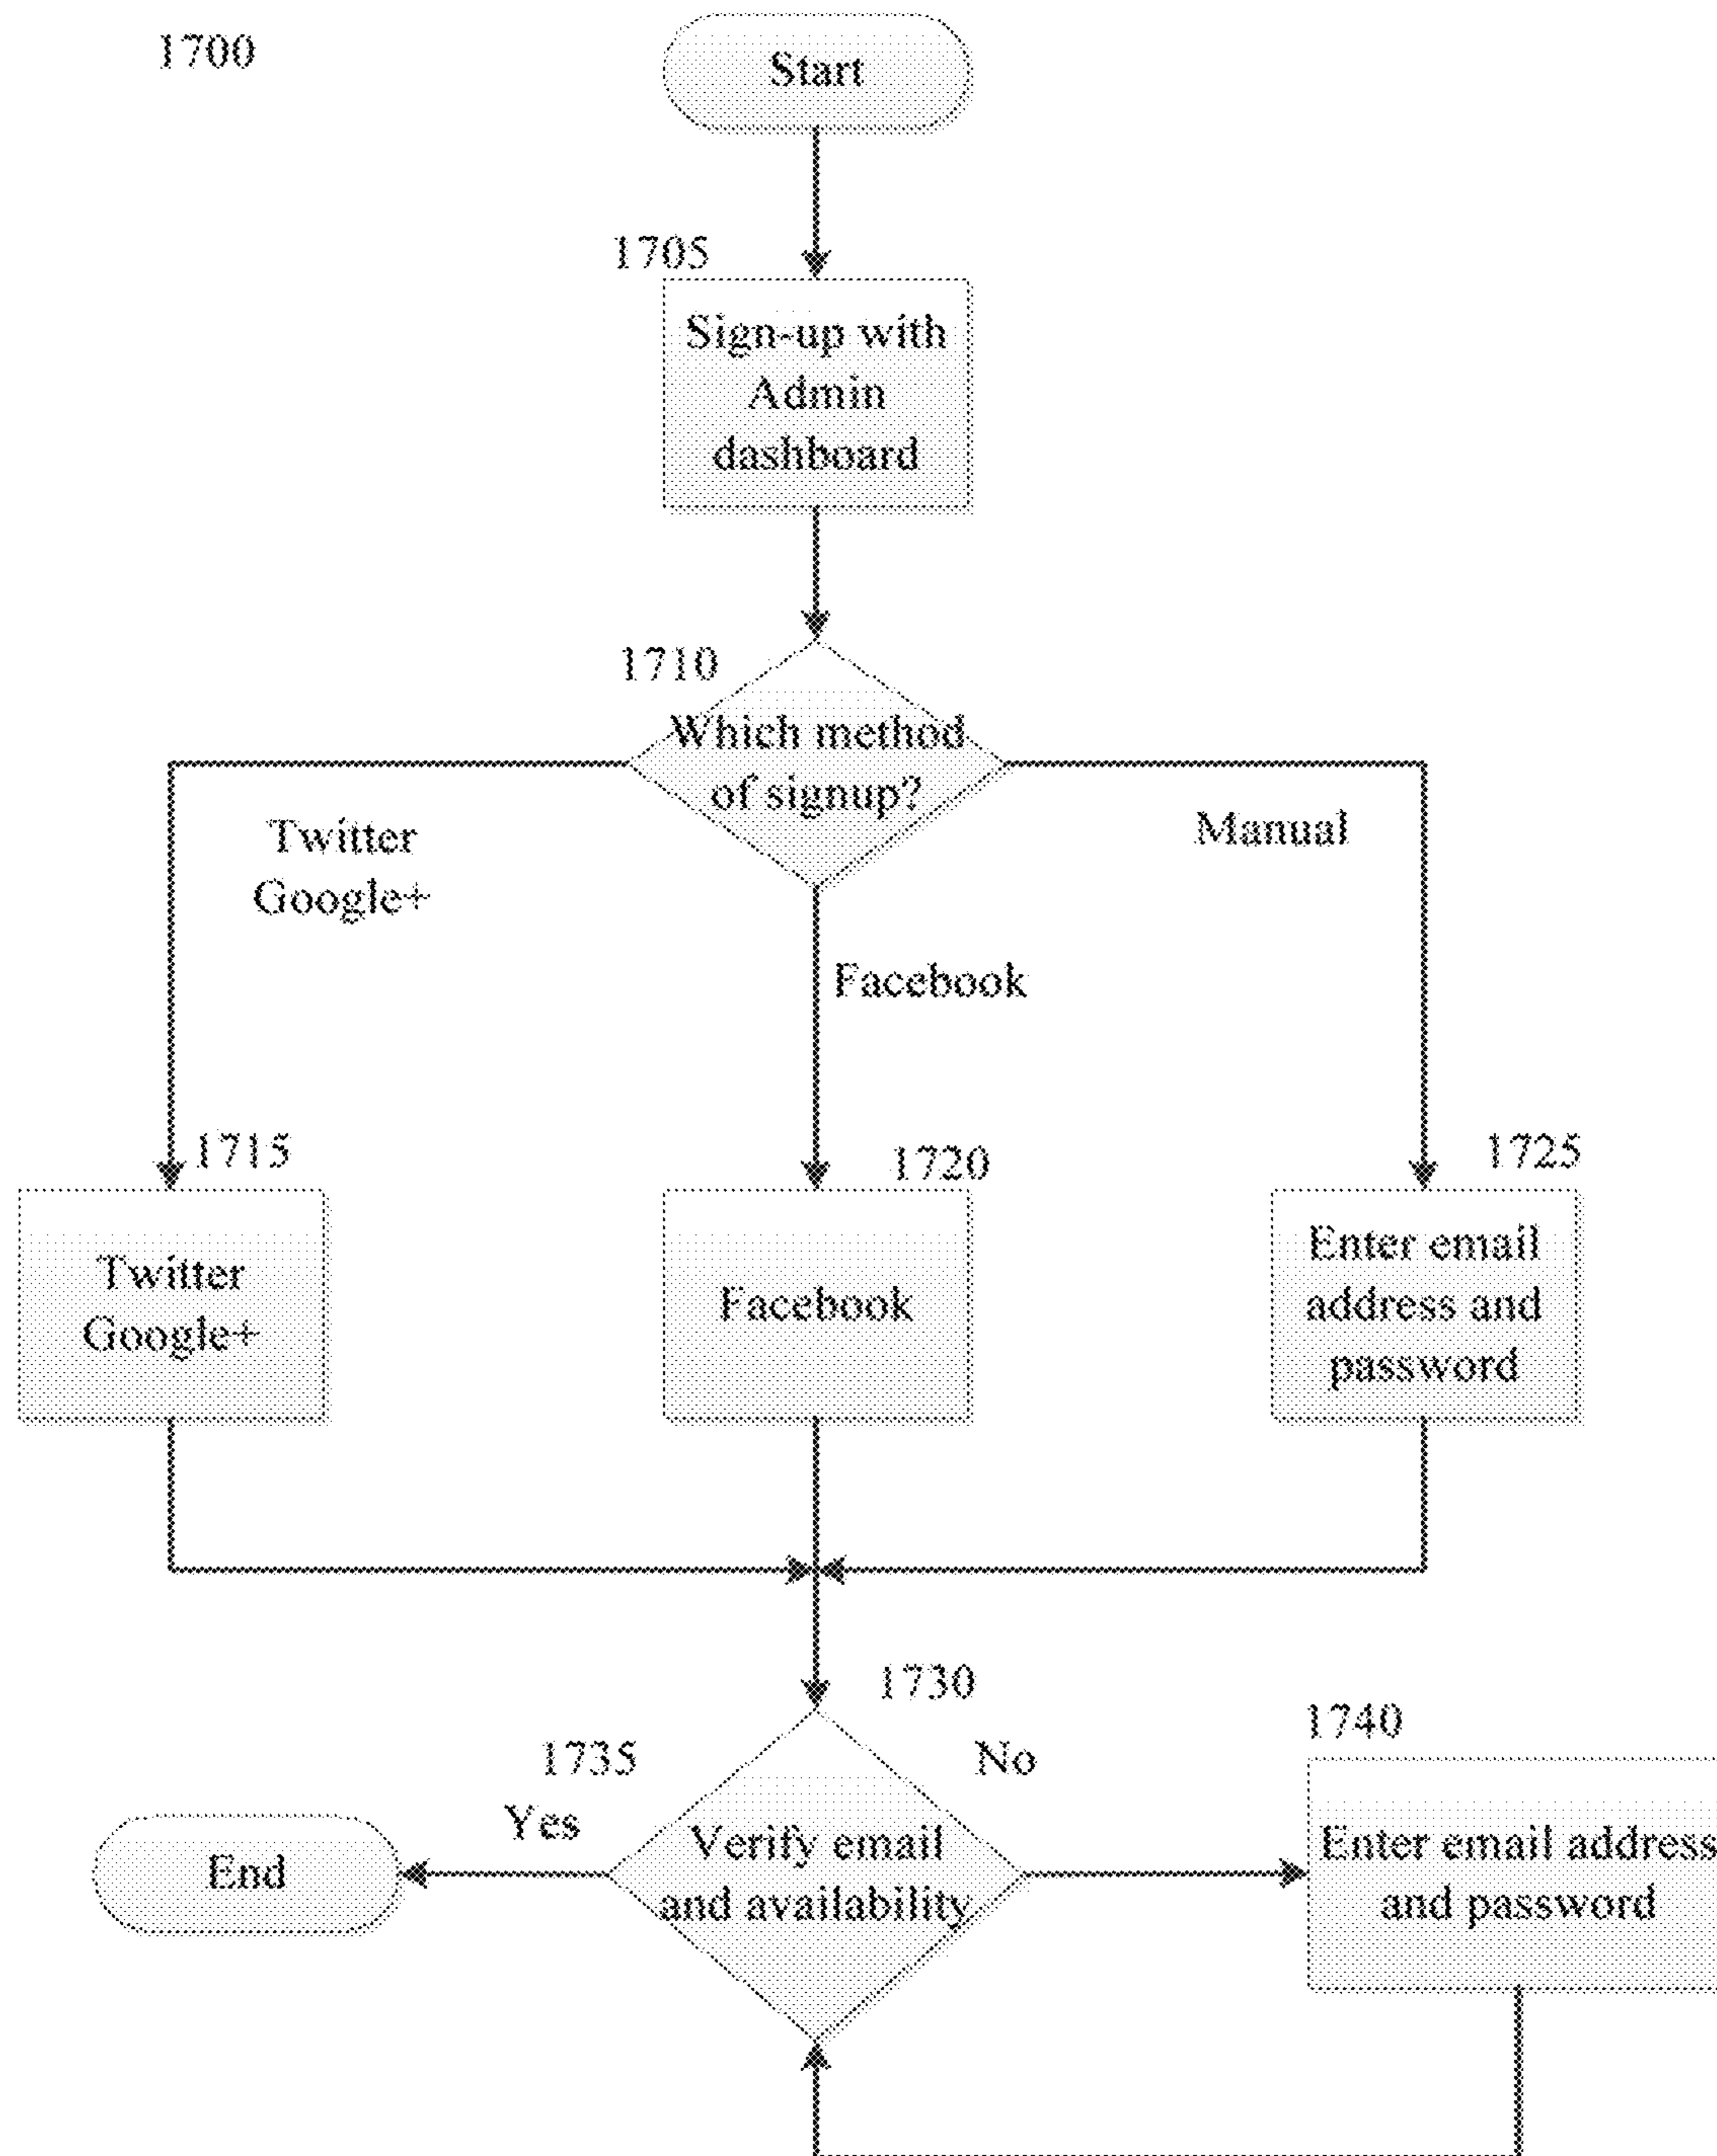 1700
Start
1705
Sign-up with
Admin
dashboard
1710
Which method
of signup?
Twitter
Google+
Manual
Facebook
1715
1720
1725
Twitter
Google+
Facebook
Enter email
address and
password
1730
1735
No
1740
Yes
End
Verify email
and availability
Enter email address
and password